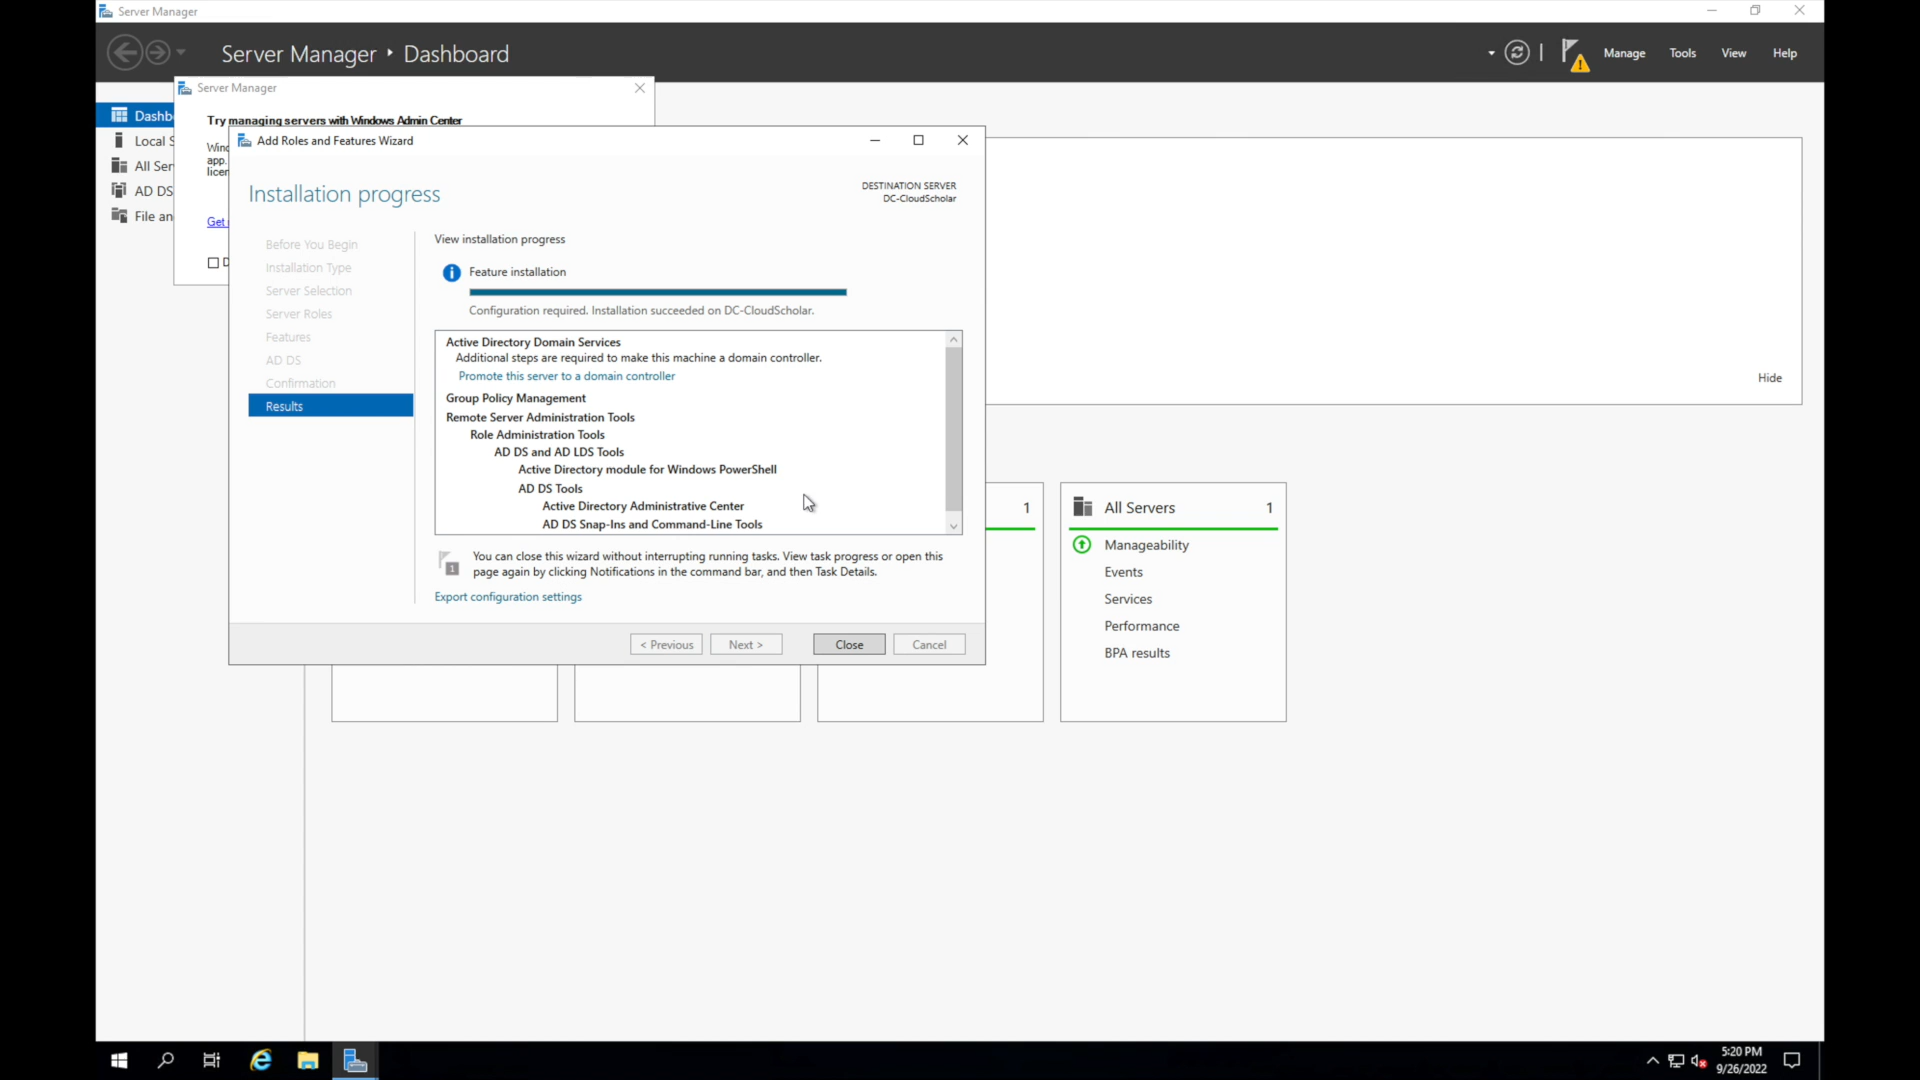 Server Manager
Server Manager • Dashboard
Manage
Tools
View
Help
Server Manager
Try managing servers with Windows Admin Center
Dashb
Local S
All Ser
AD DS
File an
Wind
app.
licen
Get
D
Add Roles and Features Wizard
Installation progress
DESTINATION SERVER
DC-CloudScholar
Before You Begin
Installation Type
Server Selection
Server Roles
Features
AD DS
Confirmation
Results
View installation progress
Feature installation
Configuration required. Installation succeeded on DC-CloudScholar.
Active Directory Domain Services
Additional steps are required to make this machine a domain controller.
Promote this server to a domain controller
Group Policy Management
Remote Server Administration Tools
Role Administration Tools
AD DS and AD LDS Tools
Active Directory module for Windows PowerShell
AD DS Tools
Active Directory Administrative Center
AD DS Snap-Ins and Command-Line Tools
1
You can close this wizard without interrupting running tasks. View task progress or open this
page again by clicking Notifications in the command bar, and then Task Details.
Export configuration settings
< Previous
Next >
Close
Cancel
Hide
1
All Servers
1
Manageability
Events
Services
Performance
BPA results
5:20 PM
9/26/2022